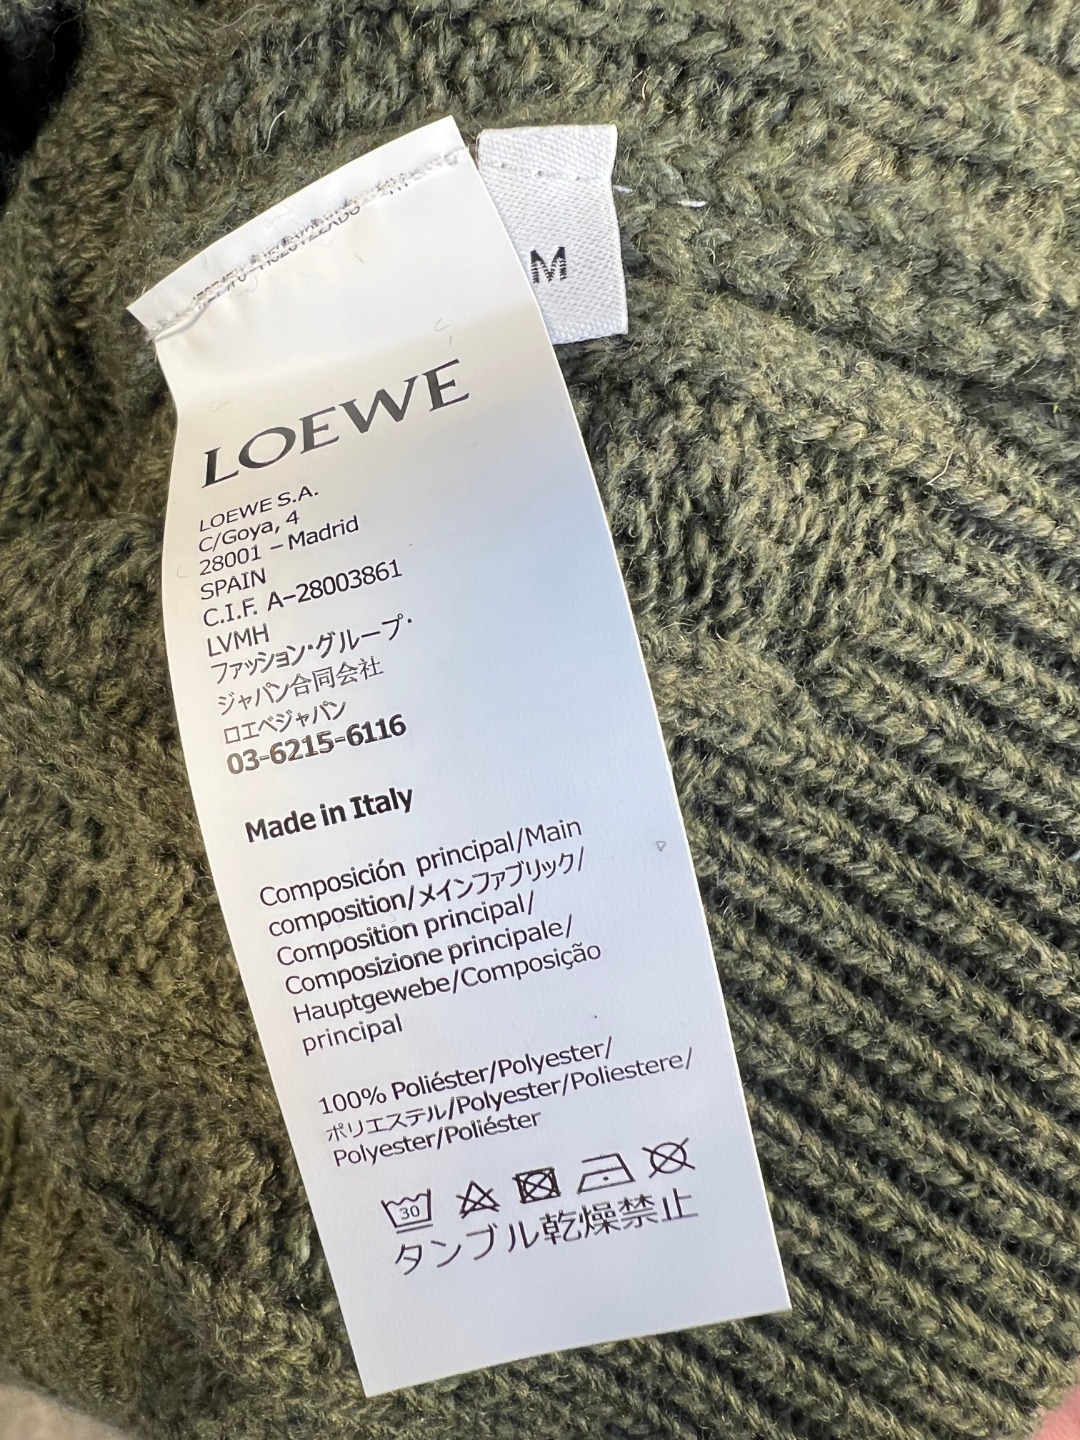 M
LOEWE
LOEWE S.A.
C/Goya, 4
28001 – Madrid
SPAIN
C.I.F. A-28003861
LVMH
ファッション・グループ・
ジャパン合同会社
ロエベジャパン
03-6215-6116
Made in Italy
Composición principal/Main
composition/メインファブリック/
Composition principal/
Composizione principale/
Hauptgewebe/Composição
principal
100% Poliéster/Polyester/
ポリエステル/Polyester/Poliestere/
Polyester/Poliéster
30
タンブル乾燥禁止